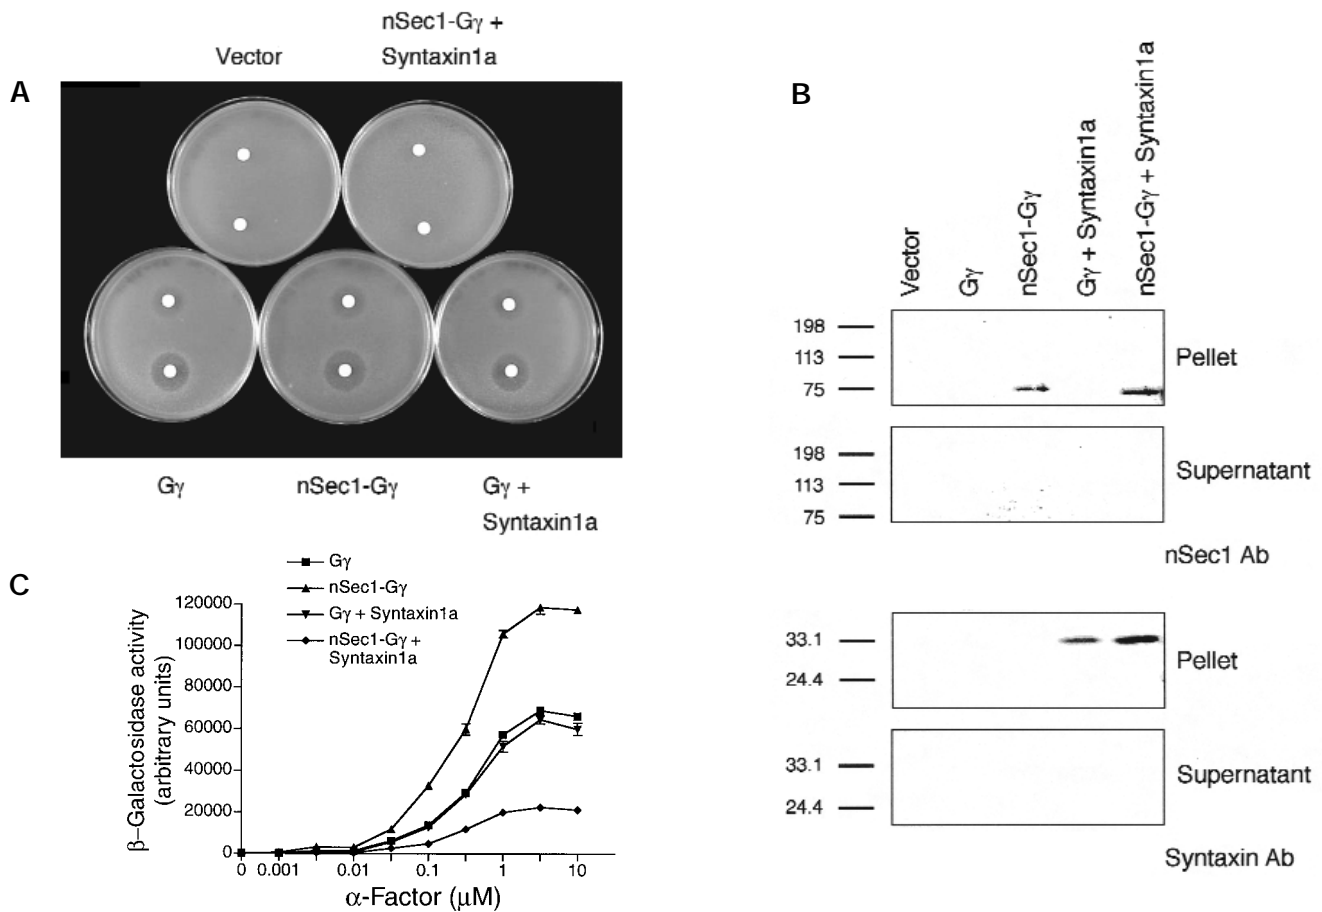 A
Vector
nSec1-Gγ +
Syntaxin1a
Gγ
nSec1-Gγ
Gγ +
Syntaxin1a
B
Vector
Gγ
nSec1-Gγ
Gγ + Syntaxin1a
nSec1-Gγ + Syntaxin1a
198
113
75
Pellet
198
113
75
Supernatant
nSec1 Ab
33.1
24.4
Pellet
33.1
24.4
Supernatant
Syntaxin Ab
C
Gγ
nSec1-Gγ
Gγ + Syntaxin1a
nSec1-Gγ +
Syntaxin1a
β–Galactosidase activity
(arbitrary units)
120000
100000
80000
60000
40000
20000
0
0 0.001 0.01 0.1 1 10
α-Factor (μM)